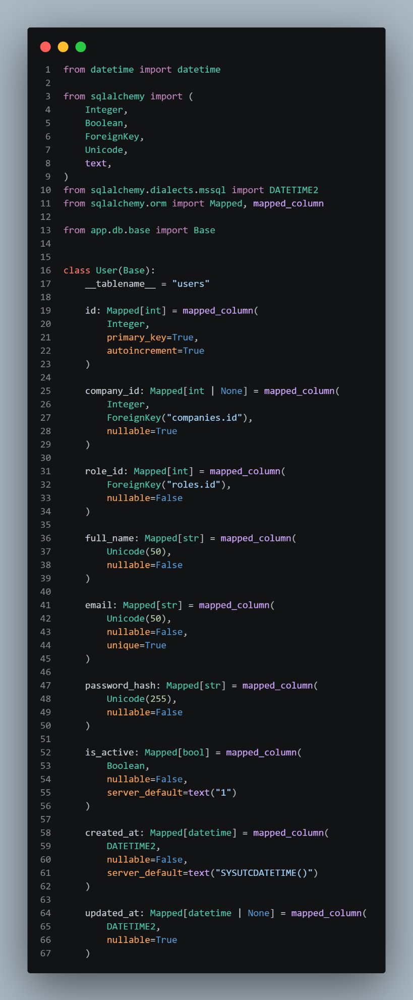 1 from datetime import datetime
2
3 from sqlalchemy import (
4     Integer,
5     Boolean,
6     ForeignKey,
7     Unicode,
8     text,
9 )
10 from sqlalchemy.dialects.mssql import DATETIME2
11 from sqlalchemy.orm import Mapped, mapped_column
12
13 from app.db.base import Base
14
15
16 class User(Base):
17     __tablename__ = "users"
18
19     id: Mapped[int] = mapped_column(
20         Integer,
21         primary_key=True,
22         autoincrement=True
23     )
24
25     company_id: Mapped[int | None] = mapped_column(
26         Integer,
27         ForeignKey("companies.id"),
28         nullable=True
29     )
30
31     role_id: Mapped[int] = mapped_column(
32         ForeignKey("roles.id"),
33         nullable=False
34     )
35
36     full_name: Mapped[str] = mapped_column(
37         Unicode(50),
38         nullable=False
39     )
40
41     email: Mapped[str] = mapped_column(
42         Unicode(50),
43         nullable=False,
44         unique=True
45     )
46
47     password_hash: Mapped[str] = mapped_column(
48         Unicode(255),
49         nullable=False
50     )
51
52     is_active: Mapped[bool] = mapped_column(
53         Boolean,
54         nullable=False,
55         server_default=text("1")
56     )
57
58     created_at: Mapped[datetime] = mapped_column(
59         DATETIME2,
60         nullable=False,
61         server_default=text("SYSUTCDATETIME()")
62     )
63
64     updated_at: Mapped[datetime | None] = mapped_column(
65         DATETIME2,
66         nullable=True
67     )